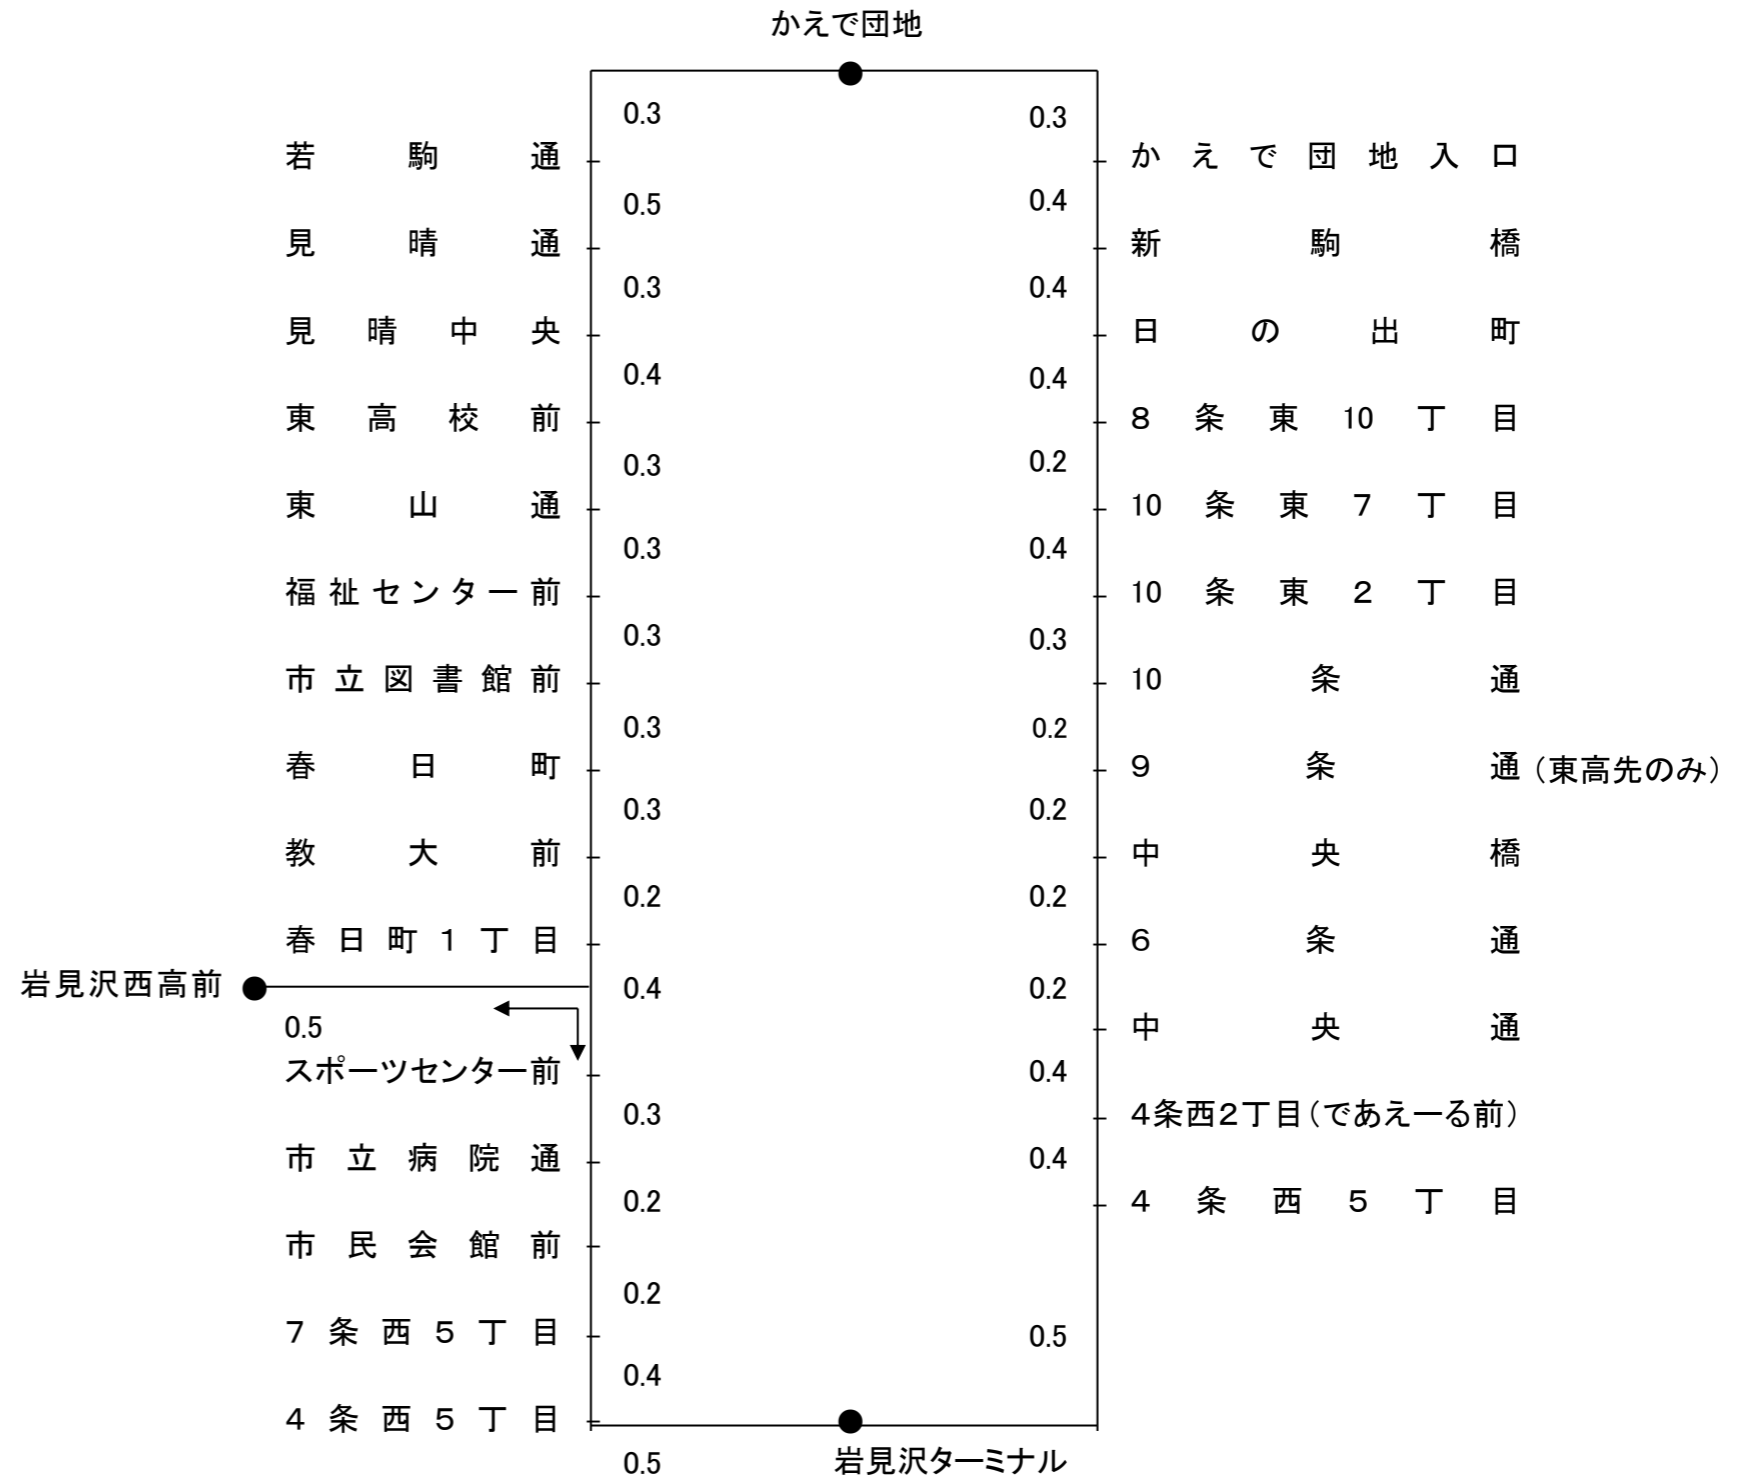 かえで団地
0.3 0.3
若駒通 かえで団地入口
0.5 0.4
見晴通 新駒橋
0.3 0.4
見晴中央 日の出町
0.4 0.4
東高校前 8条東10丁目
0.3 0.2
東山通 10条東7丁目
0.3 0.4
福祉センター前 10条東2丁目
0.3 0.3
市立図書館前 10条通
0.3 0.2
春日町 9条通（東高先のみ）
0.3 0.2
教大前 中央橋
0.2 0.2
春日町1丁目 6条通
岩見沢西高前 0.4 0.2
0.5 中央通
スポーツセンター前 0.4
0.3 4条西2丁目（であえーる前）
市立病院通 0.4
0.2 4条西5丁目
市民会館前
0.2
7条西5丁目 0.5
0.4
4条西5丁目
0.5 岩見沢ターミナル